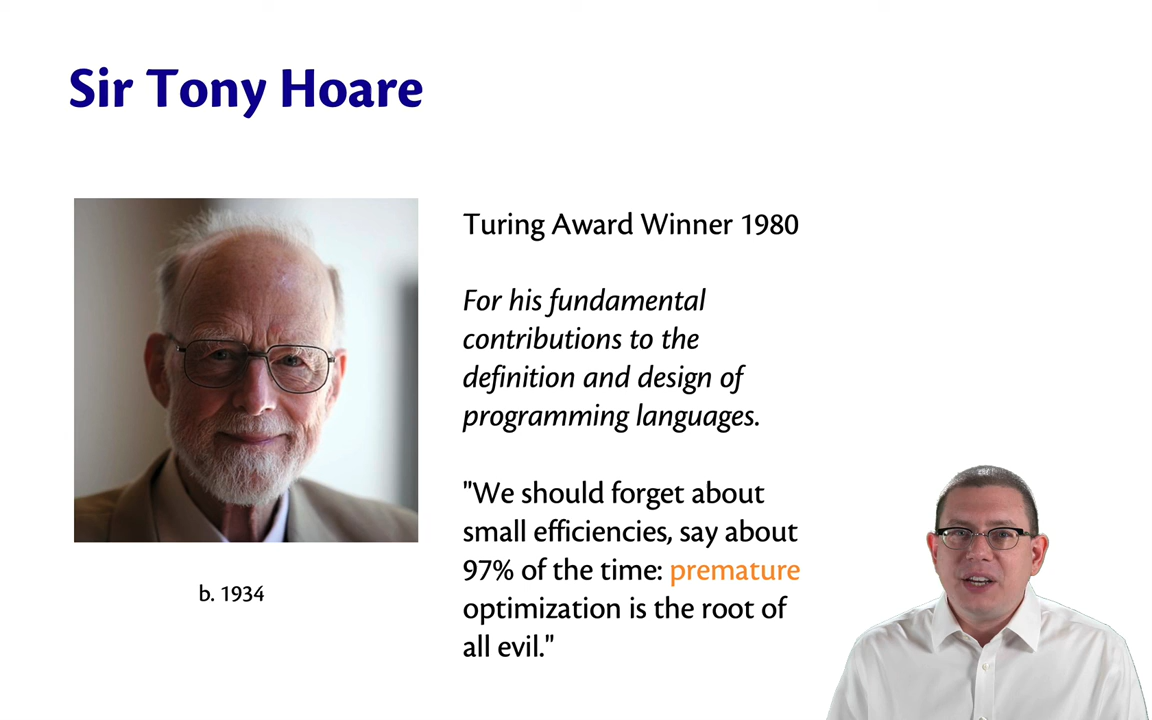 Sir Tony Hoare
Turing Award Winner 1980
For his fundamental
contributions to the
definition and design of
programming languages.
"We should forget about
small efficiencies, say about
97% of the time: premature
optimization is the root of
all evil."
b. 1934